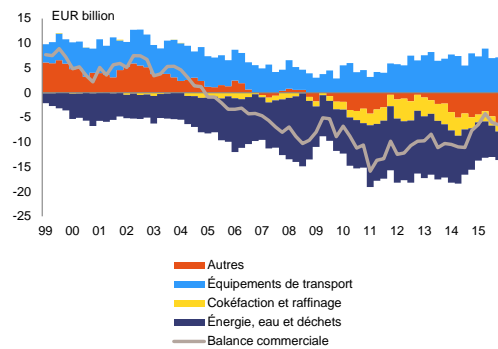 EUR billion
15
10
5
0
-5
-10
-15
-20
-25
99 00 01 02 03 04 05 06 07 08 09 10 11 12 13 14 15
Autres
Équipements de transport
Cokéfaction et raffinage
Énergie, eau et déchets
Balance commerciale